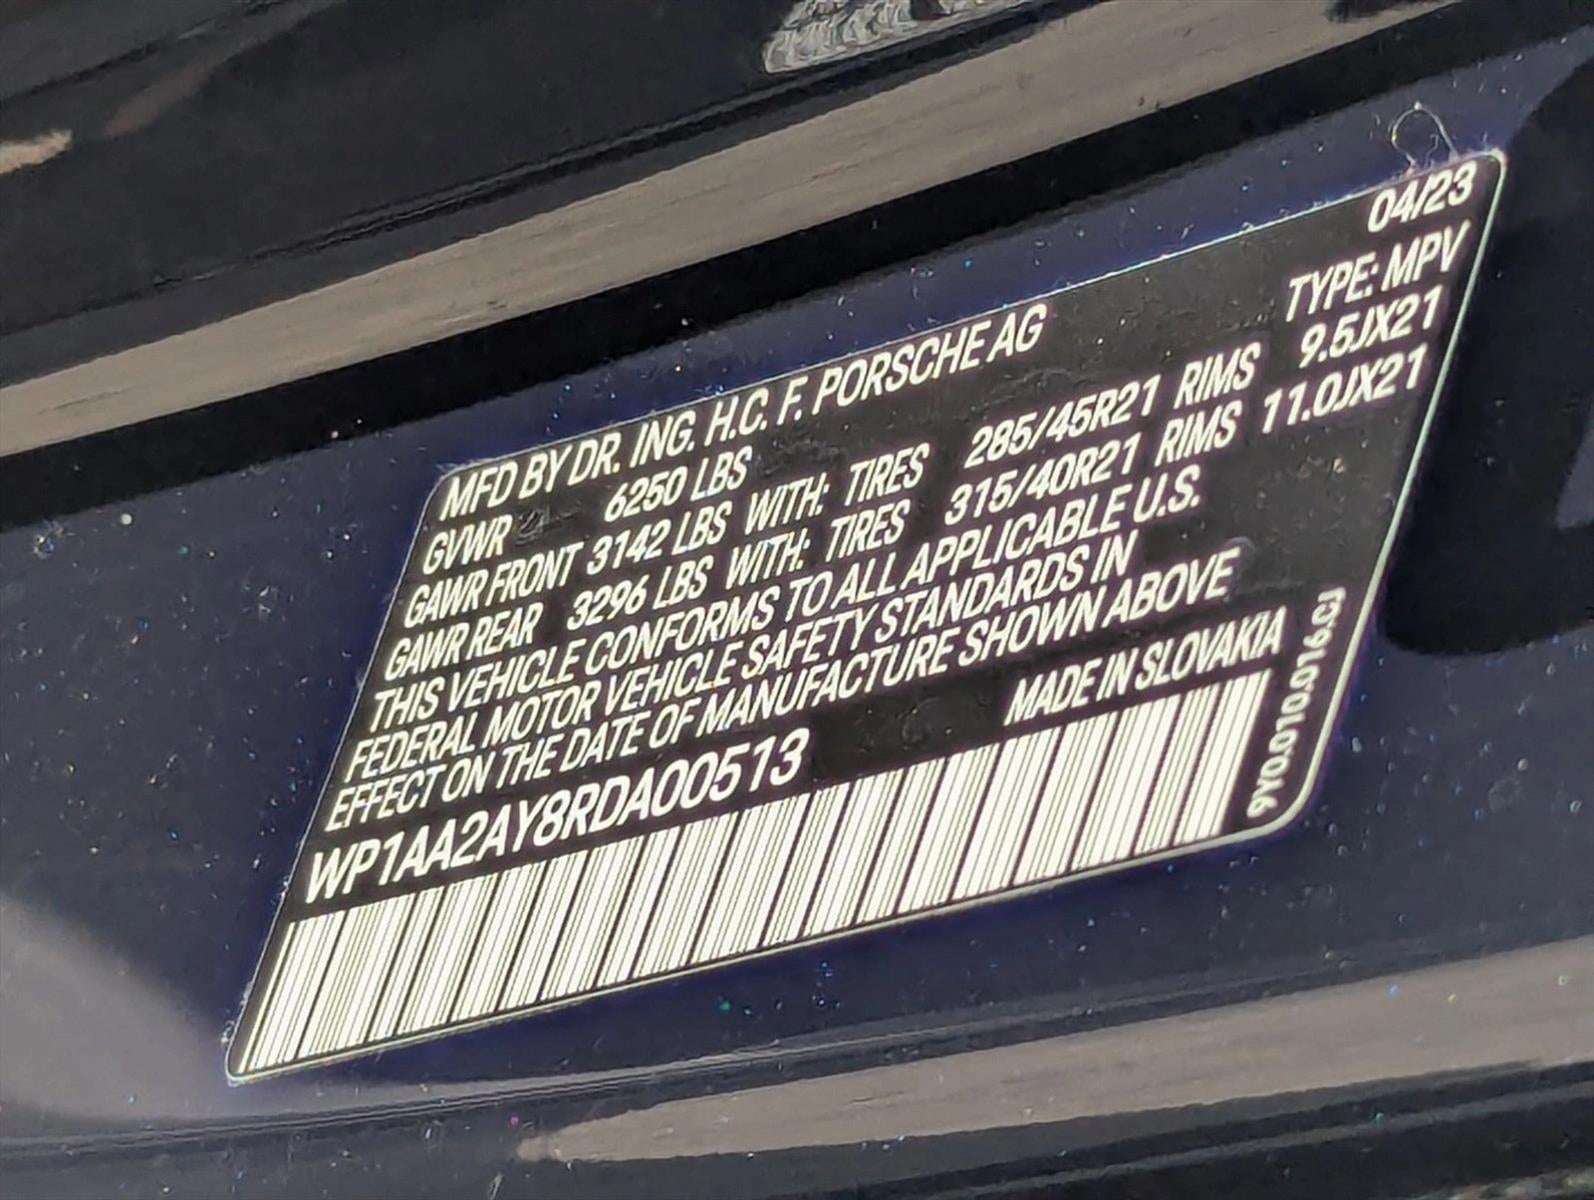 04/23
MFD BY DR. ING. H.C. F. PORSCHE AG TYPE: MPV
GVWR 6250 LBS
GAWR FRONT 3142 LBS WITH: TIRES 285/45R21 RIMS 9.5JX21
GAWR REAR 3296 LBS WITH: TIRES 315/40R21 RIMS 11.0JX21
THIS VEHICLE CONFORMS TO ALL APPLICABLE U.S.
FEDERAL MOTOR VEHICLE SAFETY STANDARDS IN
EFFECT ON THE DATE OF MANUFACTURE SHOWN ABOVE
MADE IN SLOVAKIA
WP1AA2AY8RDA00513
9Y0.010.016.CJ